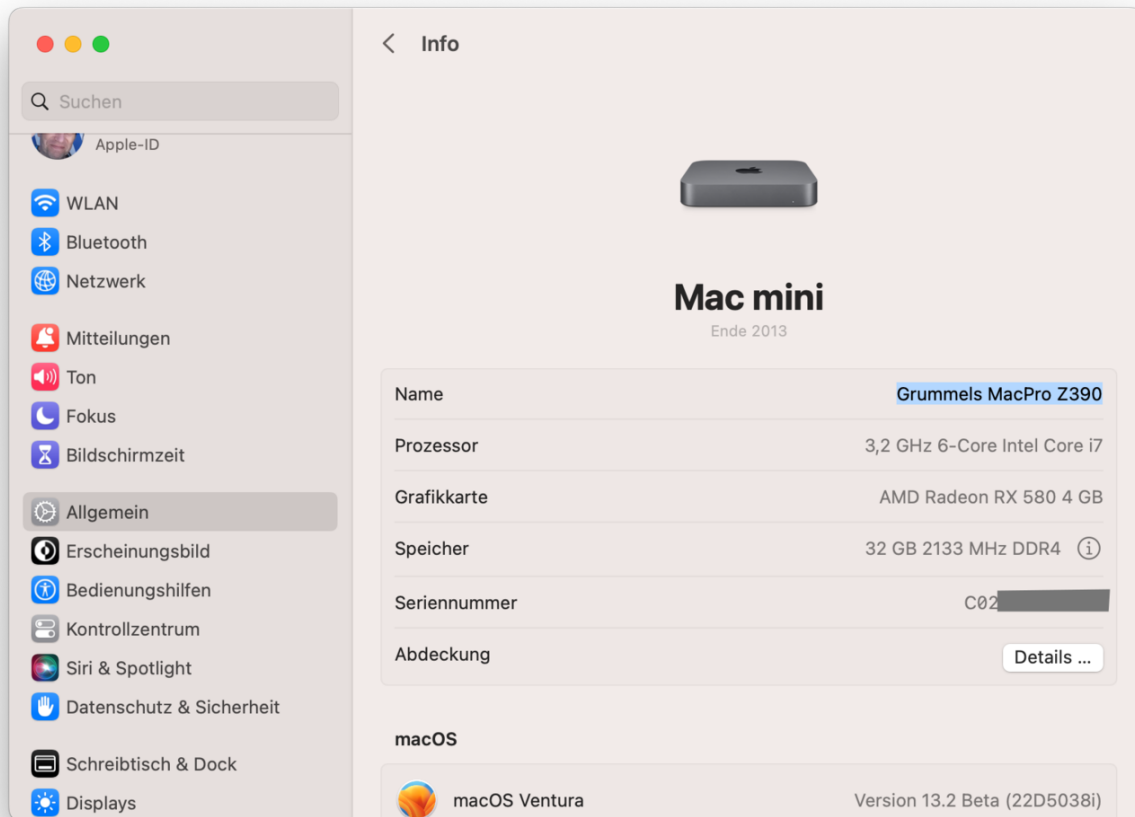 Info
Suchen
Apple-ID
WLAN
Bluetooth
Netzwerk
Mitteilungen
Ton
Fokus
Bildschirmzeit
Allgemein
Erscheinungsbild
Bedienungshilfen
Kontrollzentrum
Siri & Spotlight
Datenschutz & Sicherheit
Schreibtisch & Dock
Displays
Mac mini
Ende 2013
Name Grummels MacPro Z390
Prozessor 3,2 GHz 6-Core Intel Core i7
Grafikkarte AMD Radeon RX 580 4 GB
Speicher 32 GB 2133 MHz DDR4
Seriennummer C02
Abdeckung Details ...
macOS
macOS Ventura Version 13.2 Beta (22D5038i)